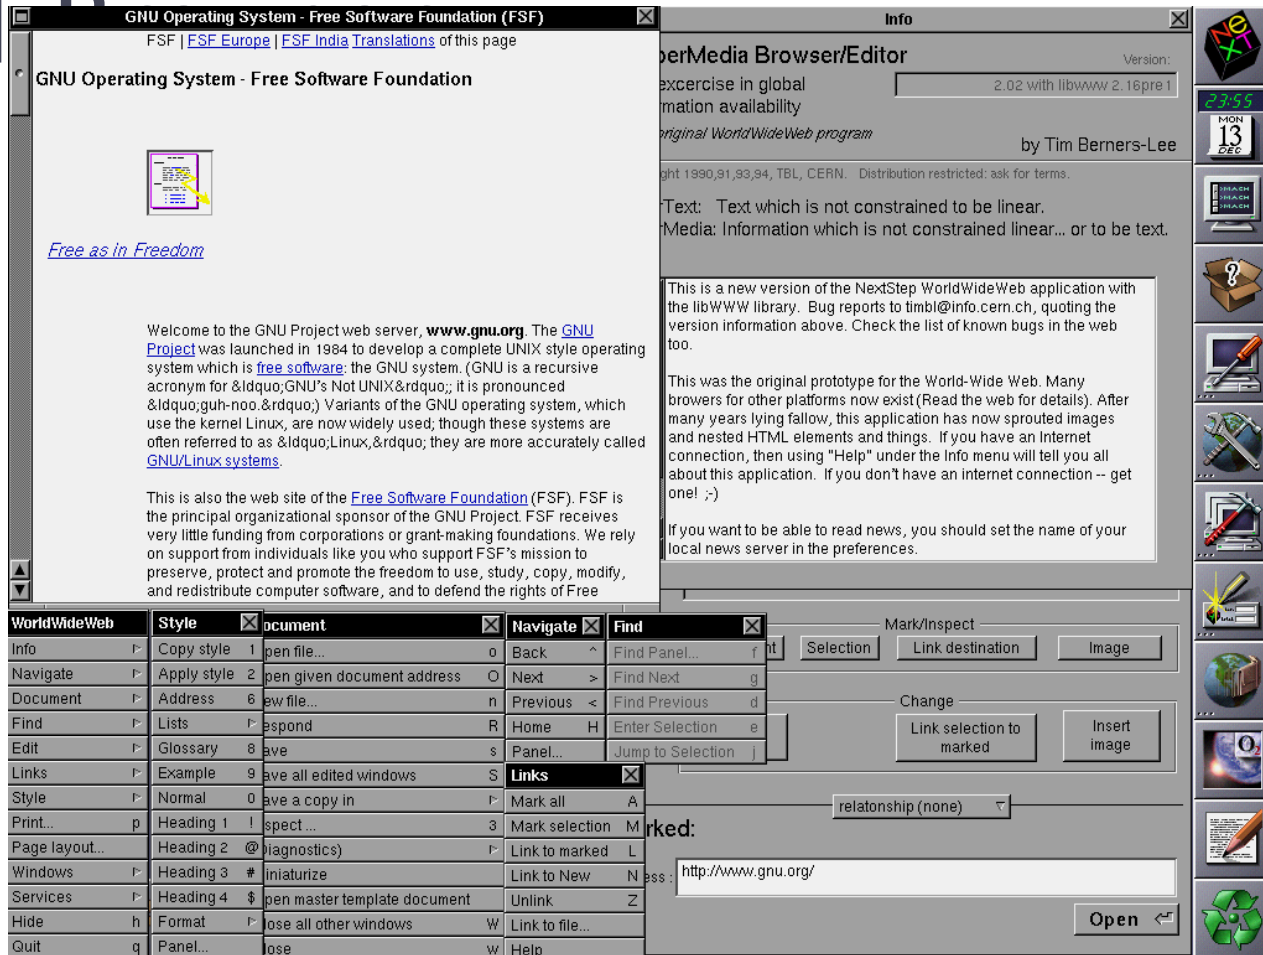 GNU Operating System - Free Software Foundation (FSF)
FSF | FSF Europe | FSF India Translations of this page
GNU Operating System - Free Software Foundation
Free as in Freedom
Welcome to the GNU Project web server, www.gnu.org. The GNU
Project was launched in 1984 to develop a complete UNIX style operating
system which is free software: the GNU system. (GNU is a recursive
acronym for &ldquo;GNU's Not UNIX&rdquo;; it is pronounced
&ldquo;guh-noo.&rdquo;) Variants of the GNU operating system, which
use the kernel Linux, are now widely used; though these systems are
often referred to as &ldquo;Linux,&rdquo; they are more accurately called
GNU/Linux systems.
This is also the web site of the Free Software Foundation (FSF). FSF is
the principal organizational sponsor of the GNU Project. FSF receives
very little funding from corporations or grant-making foundations. We rely
on support from individuals like you who support FSF's mission to
preserve, protect and promote the freedom to use, study, copy, modify,
and redistribute computer software, and to defend the rights of Free
Info
perMedia Browser/Editor
Version:
excercise in global
2.02 with libwww 2.16pre1
mation availability
original WorldWideWeb program
by Tim Berners-Lee
ght 1990,91,93,94, TBL, CERN. Distribution restricted: ask for terms.
rText: Text which is not constrained to be linear.
rMedia: Information which is not constrained linear... or to be text.
This is a new version of the NextStep WorldWideWeb application with
the libWWW library. Bug reports to timbl@info.cern.ch, quoting the
version information above. Check the list of known bugs in the web
too.
This was the original prototype for the World-Wide Web. Many
browsers for other platforms now exist (Read the web for details). After
many years lying fallow, this application has now sprouted images
and nested HTML elements and things. If you have an Internet
connection, then using "Help" under the Info menu will tell you all
about this application. If you don't have an internet connection -- get
one! ;-)
If you want to be able to read news, you should set the name of your
local news server in the preferences.
NeXT
23:55
MON
13
DEC
>MACH
>MACH
>MACH
?
O2
WorldWideWeb
Info
Navigate
Document
Find
Edit
Links
Style
Print... p
Page layout...
Windows
Services
Hide h
Quit q
Style
Copy style 1
Apply style 2
Address 6
Lists
Glossary 8
Example 9
Normal 0
Heading 1 !
Heading 2 @
Heading 3 #
Heading 4 $
Format
Panel...
ocument
pen file... o
pen given document address O
ew file... n
espond R
ave s
ave all edited windows S
ave a copy in
spect ... 3
Diagnostics)
iniaturize
pen master template document
lose all other windows W
lose w
Navigate
Back ^
Next >
Previous <
Home H
Panel...
Find
Find Panel... f
Find Next g
Find Previous d
Enter Selection e
Jump to Selection j
Links
Mark all A
Mark selection M
Link to marked L
Link to New N
Unlink Z
Link to file...
Help
Mark/Inspect
nt
Selection
Link destination
Image
Change
Link selection to
marked
Insert
image
relatonship (none)
rked:
ess : http://www.gnu.org/
Open